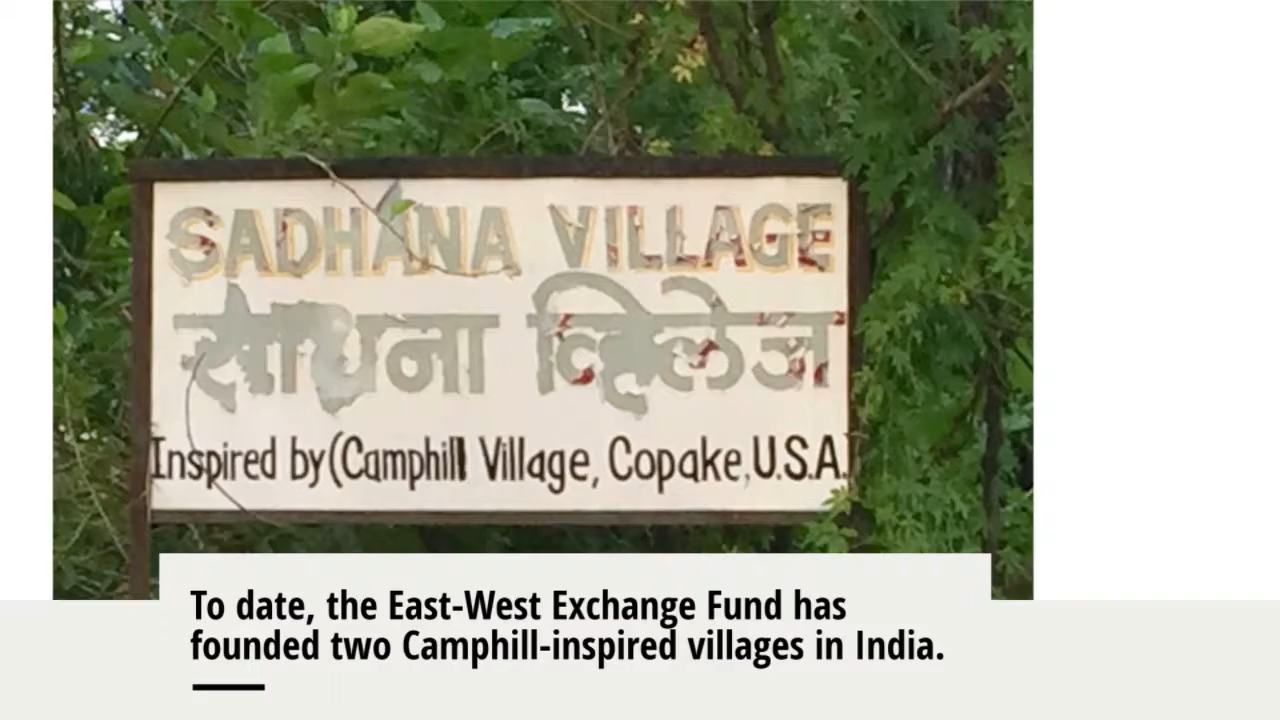 SADHANA VILLAGE
साधना व्हिलेज
Inspired by (Camphill Village, Copake, U.S.A.)
To date, the East-West Exchange Fund has
founded two Camphill-inspired villages in India.